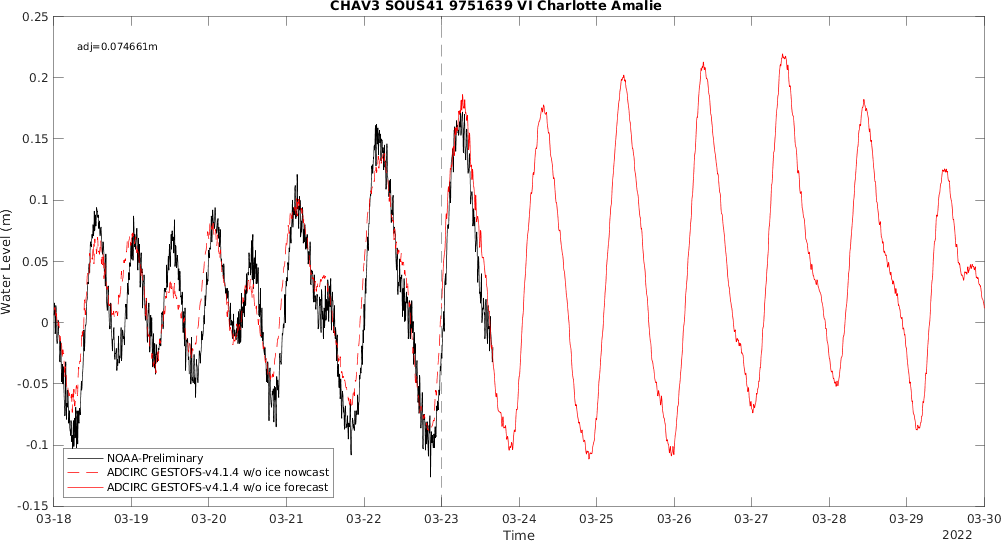 CHAV3 SOUS41 9751639 VI Charlotte Amalie
adj=0.074661m
0.25
0.2
0.15
0.1
0.05
0
-0.05
-0.1
-0.15
Water Level (m)
NOAA-Preliminary
ADCIRC GESTOFS-v4.1.4 w/o ice nowcast
ADCIRC GESTOFS-v4.1.4 w/o ice forecast
03-18 03-19 03-20 03-21 03-22 03-23 03-24 03-25 03-26 03-27 03-28 03-29 03-30
Time
2022